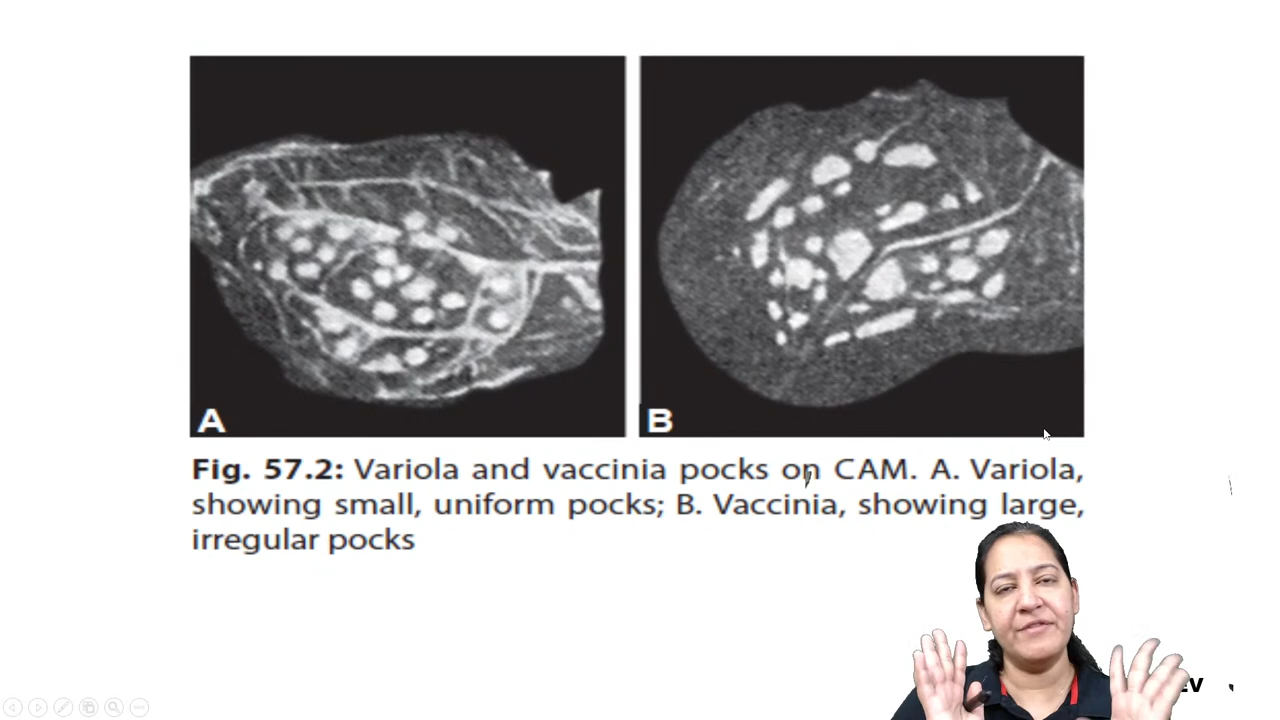 A
B
Fig. 57.2: Variola and vaccinia pocks on CAM. A. Variola,
showing small, uniform pocks; B. Vaccinia, showing large,
irregular pocks